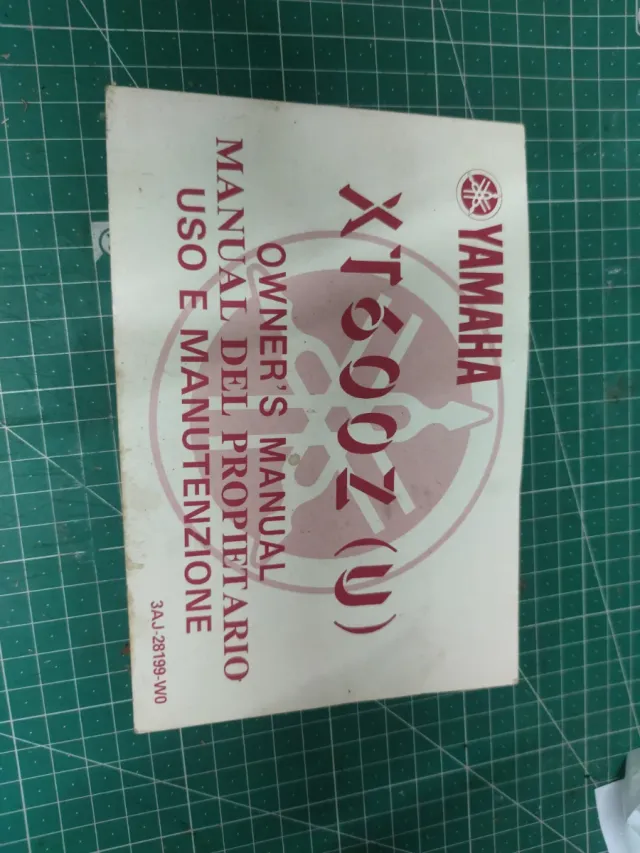 YAMAHA
XT600Z(U)
OWNER'S MANUAL
MANUAL DEL PROPIETARIO
USO E MANUTENZIONE
3AJ-28199-W0